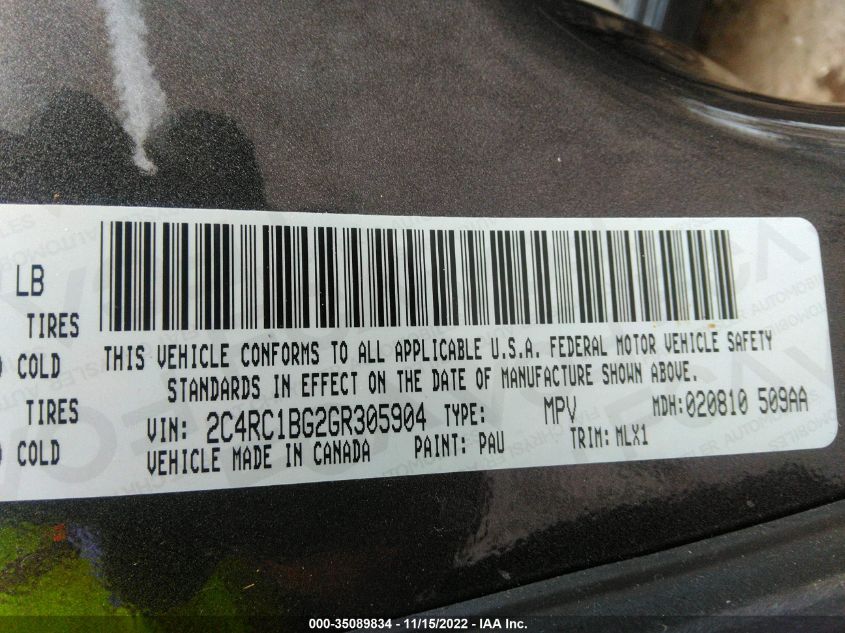 LB
TIRES
COLD
TIRES
COLD
THIS VEHICLE CONFORMS TO ALL APPLICABLE U.S.A. FEDERAL MOTOR VEHICLE SAFETY
STANDARDS IN EFFECT ON THE DATE OF MANUFACTURE SHOWN ABOVE.
VIN: 2C4RC1BG2GR305904 TYPE: MPV MDH:020810 509AA
VEHICLE MADE IN CANADA PAINT: PAU TRIM: MLX1
000-35089834 - 11/15/2022 - IAA Inc.